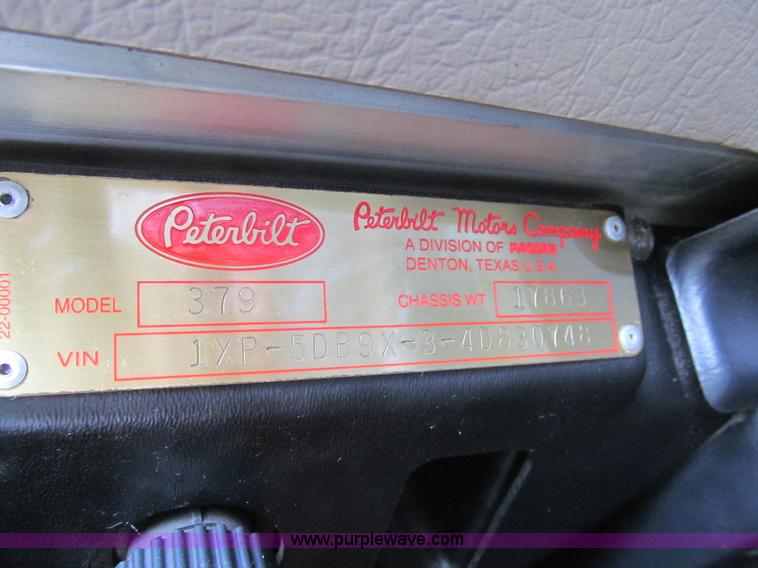 Peterbilt
Peterbilt Motors Company
A DIVISION OF PACCAR
DENTON, TEXAS U.S.A.
MODEL 379 CHASSIS WT 17863
VIN 1XP-5DB9X-3-4D830748
22-00001
www.purplewave.com